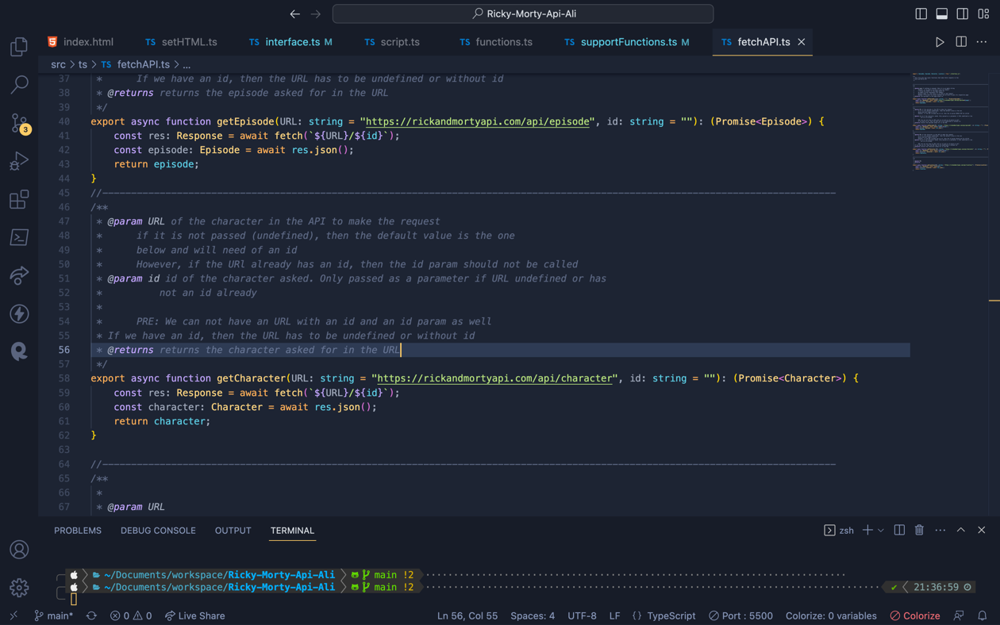 Ricky-Morty-Api-Ali
index.html TS setHTML.ts TS interface.ts M TS script.ts TS functions.ts TS supportFunctions.ts M TS fetchAPI.ts
src > ts > TS fetchAPI.ts > ...
37 * If we have an id, then the URL has to be undefined or without id
38 * @returns returns the episode asked for in the URL
39 */
40 export async function getEpisode(URL: string = "https://rickandmortyapi.com/api/episode", id: string = ""): (Promise<Episode>) {
41 const res: Response = await fetch(`${URL}/${id}`);
42 const episode: Episode = await res.json();
43 return episode;
44 }
45 //--------------------------------------------------------------------------------------------------------------------------------
46 /**
47 * @param URL of the character in the API to make the request
48 * if it is not passed (undefined), then the default value is the one
49 * below and will need of an id
50 * However, if the URl already has an id, then the id param should not be called
51 * @param id id of the character asked. Only passed as a parameter if URL undefined or has
52 * not an id already
53 *
54 * PRE: We can not have an URL with an id and an id param as well
55 * If we have an id, then the URL has to be undefined or without id
56 * @returns returns the character asked for in the URL
57 */
58 export async function getCharacter(URL: string = "https://rickandmortyapi.com/api/character", id: string = ""): (Promise<Character>) {
59 const res: Response = await fetch(`${URL}/${id}`);
60 const character: Character = await res.json();
61 return character;
62 }
63
64 //--------------------------------------------------------------------------------------------------------------------------------
65 /**
66 *
67 * @param URL
3
PROBLEMS DEBUG CONSOLE OUTPUT TERMINAL zsh
~/Documents/workspace/Ricky-Morty-Api-Ali main !2
~/Documents/workspace/Ricky-Morty-Api-Ali main !2 21:36:59
main* 0 0 Live Share Ln 56, Col 55 Spaces: 4 UTF-8 LF {} TypeScript Port : 5500 Colorize: 0 variables Colorize